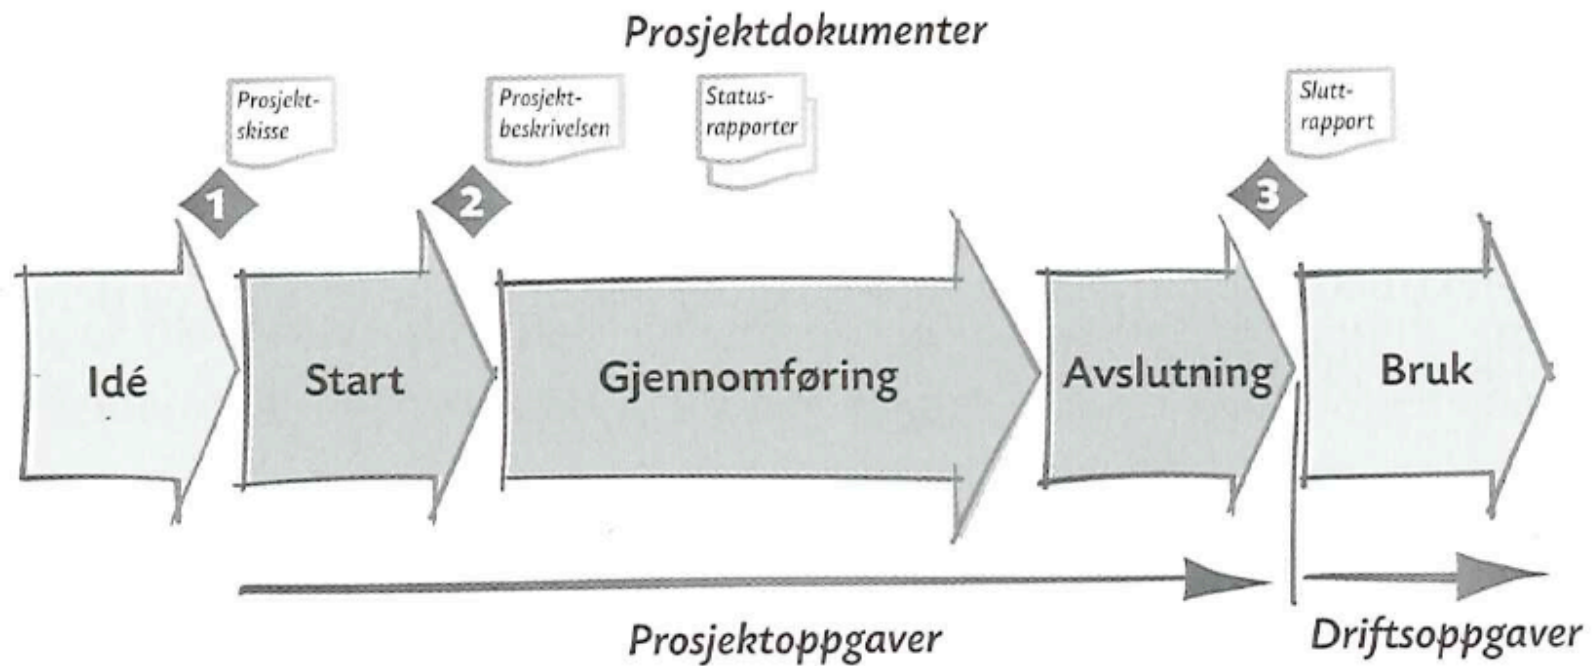 Prosjektdokumenter
Prosjekt-
skisse
Prosjekt-
beskrivelsen
Status-
rapporter
Slutt-
rapport
1
2
3
Idé
Start
Gjennomføring
Avslutning
Bruk
Prosjektoppgaver
Driftsoppgaver